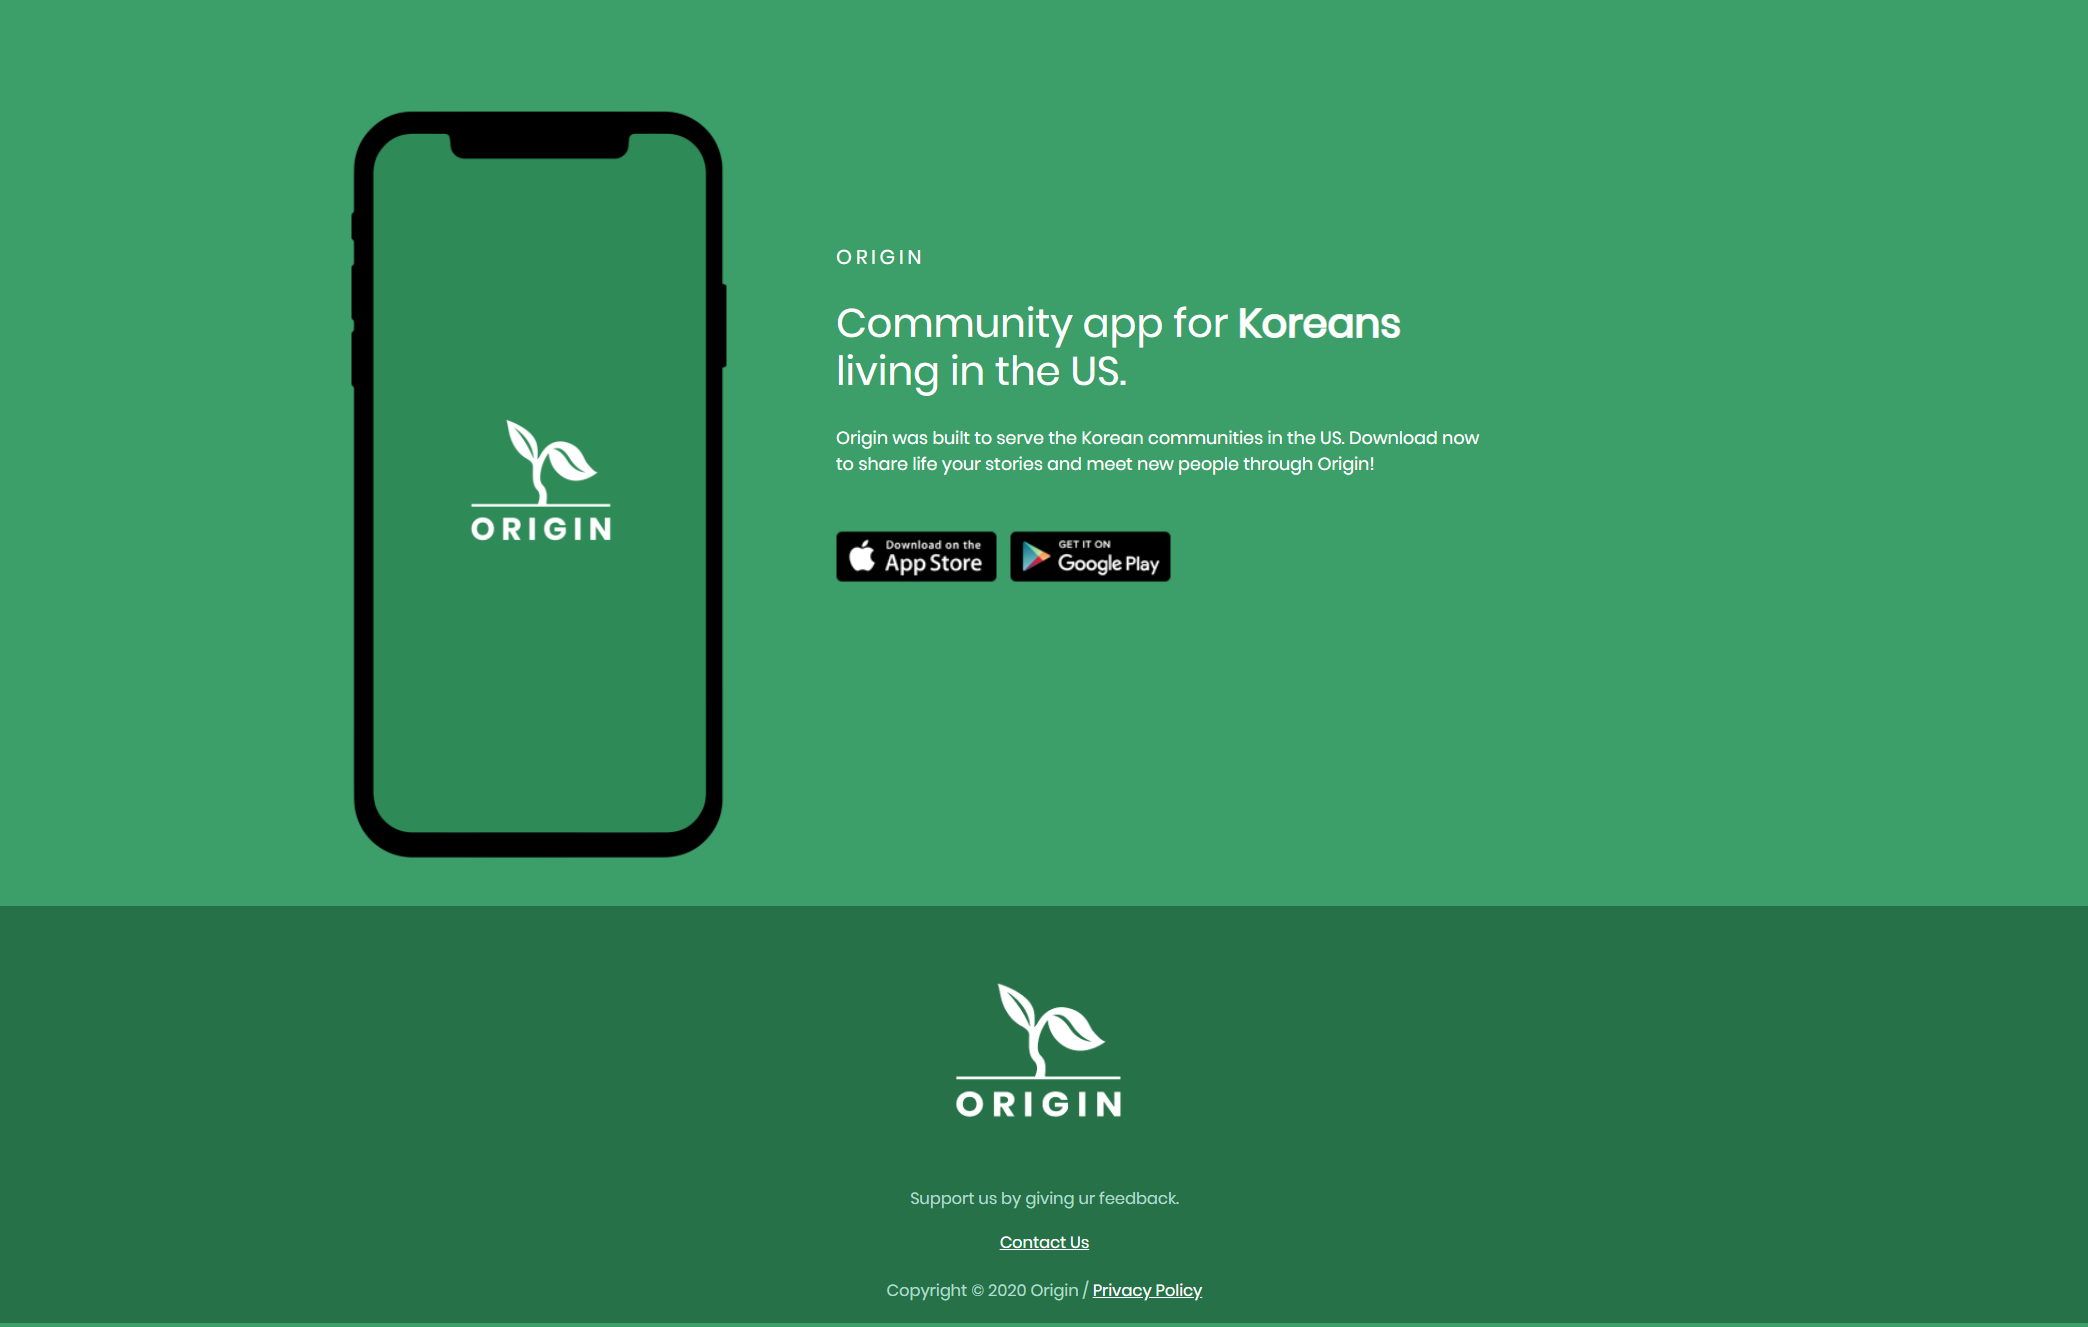 ORIGIN
ORIGIN
Community app for Koreans
living in the US.
Origin was built to serve the Korean communities in the US. Download now
to share life your stories and meet new people through Origin!
Download on the
App Store
GET IT ON
Google Play
ORIGIN
Support us by giving ur feedback.
Contact Us
Copyright © 2020 Origin / Privacy Policy